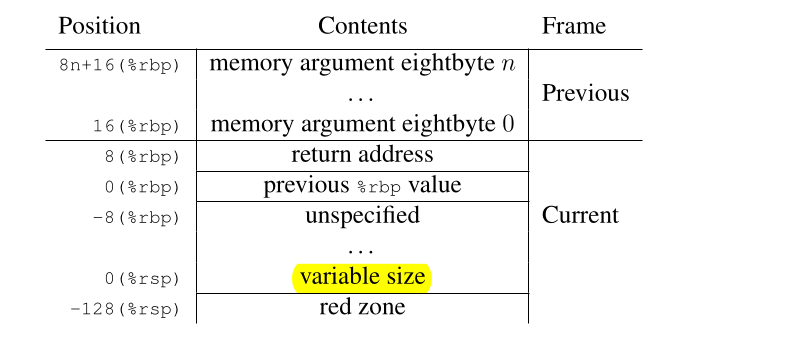 Position Contents Frame
8n+16(%rbp) memory argument eightbyte n
... Previous
16(%rbp) memory argument eightbyte 0
8(%rbp) return address
0(%rbp) previous %rbp value
-8(%rbp) unspecified Current
...
0(%rsp) variable size
-128(%rsp) red zone